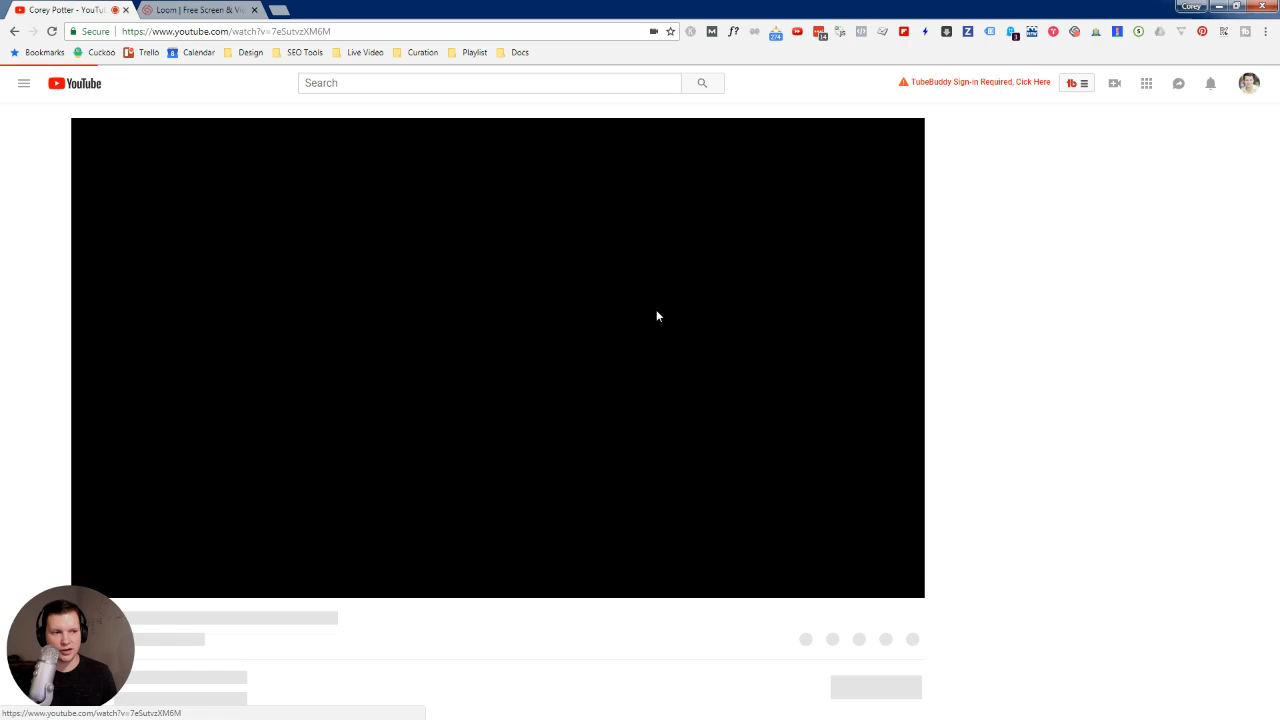 Corey Potter - YouTu
Loom | Free Screen & Vi
Corey
Secure
https://www.youtube.com/watch?v=7eSutvzXM6M
Bookmarks
Cuckoo
Trello
Calendar
Design
SEO Tools
Live Video
Curation
Playlist
Docs
YouTube
Search
TubeBuddy Sign-in Required, Click Here
tb
https://www.youtube.com/watch?v=7eSutvzXM6M